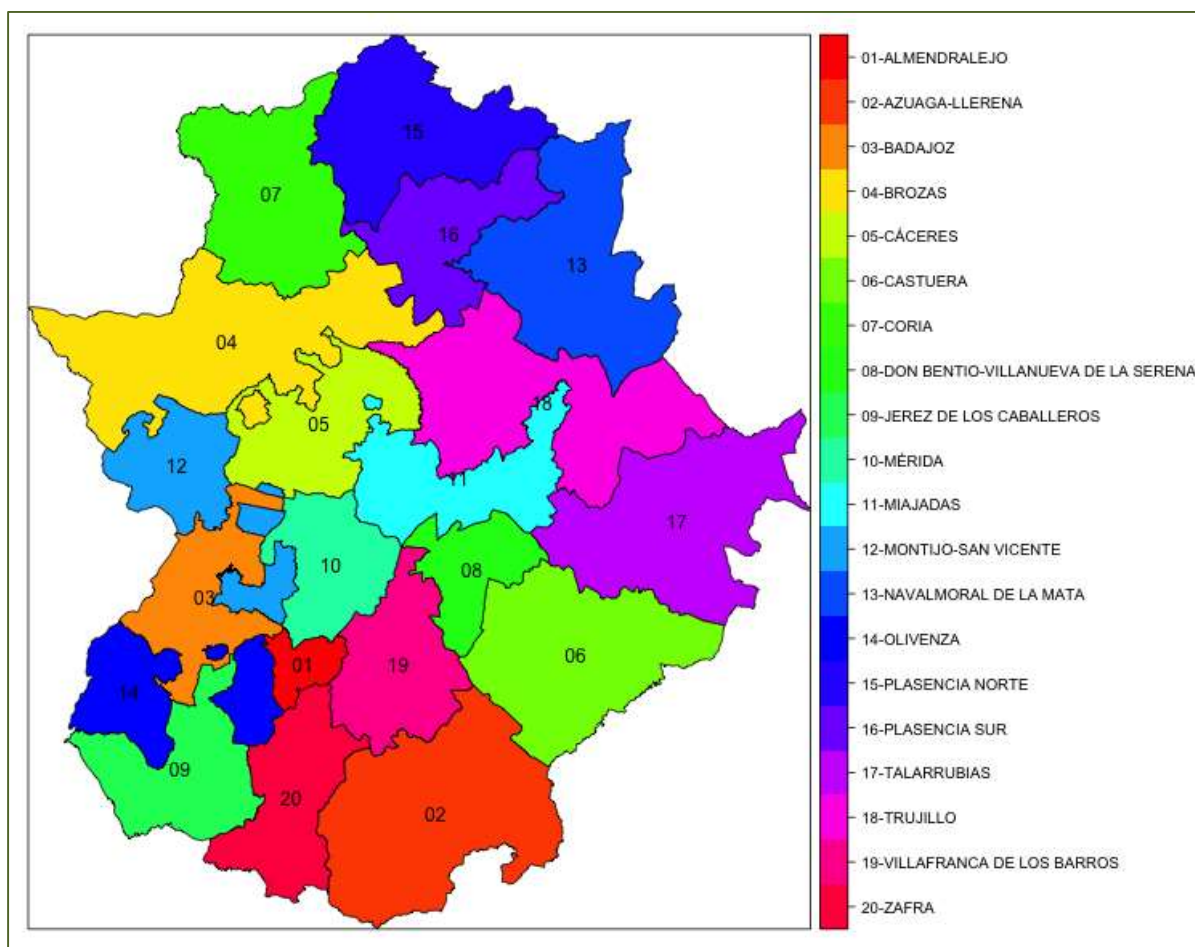 15
07
16
13
04
18
05
12
11
17
10
08
03
01
19
06
14
09
20
02
01-ALMENDRALEJO
02-AZUAGA-LLERENA
03-BADAJOZ
04-BROZAS
05-CÁCERES
06-CASTUERA
07-CORIA
08-DON BENTIO-VILLANUEVA DE LA SERENA
09-JEREZ DE LOS CABALLEROS
10-MÉRIDA
11-MIAJADAS
12-MONTIJO-SAN VICENTE
13-NAVALMORAL DE LA MATA
14-OLIVENZA
15-PLASENCIA NORTE
16-PLASENCIA SUR
17-TALARRUBIAS
18-TRUJILLO
19-VILLAFRANCA DE LOS BARROS
20-ZAFRA